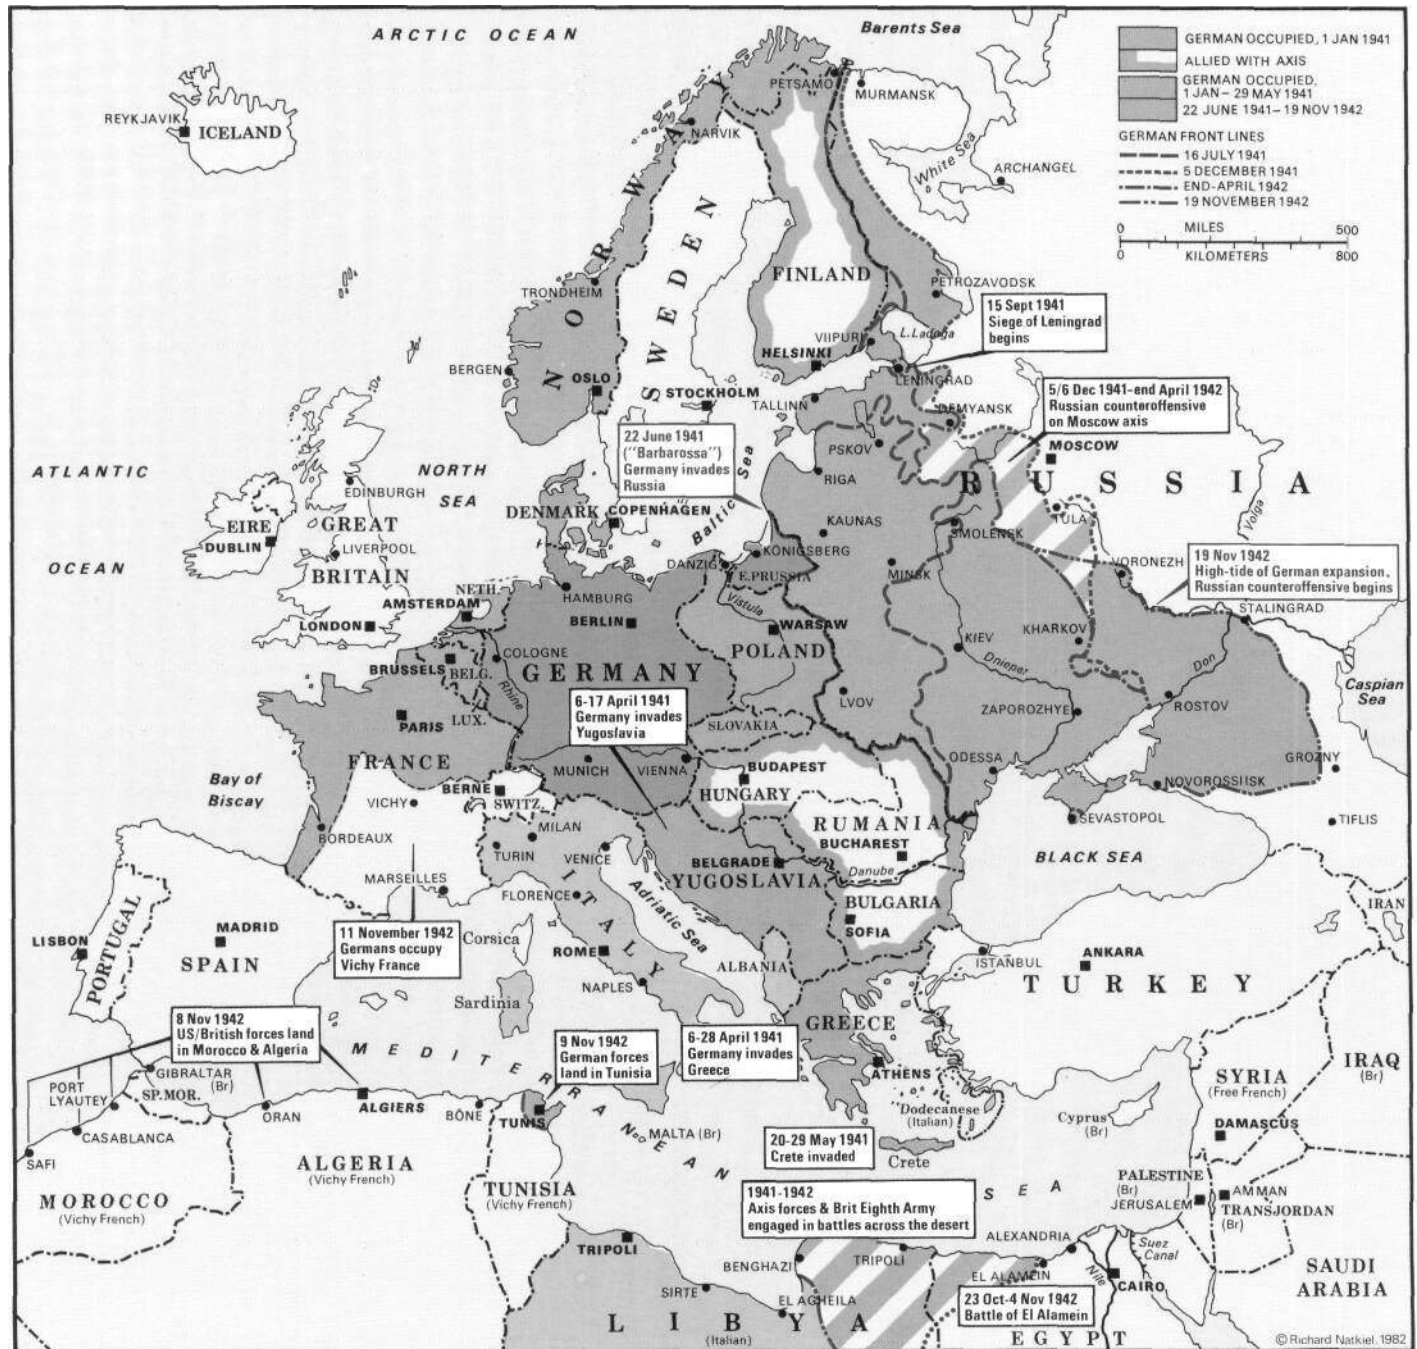 ARCTIC OCEAN
Barents Sea
GERMAN OCCUPIED, 1 JAN 1941
ALLIED WITH AXIS
GERMAN OCCUPIED,
1 JAN – 29 MAY 1941
22 JUNE 1941 – 19 NOV 1942
GERMAN FRONT LINES
16 JULY 1941
5 DECEMBER 1941
END-APRIL 1942
19 NOVEMBER 1942
0 MILES 500
0 KILOMETERS 800
REYKJAVIK
ICELAND
PETSAMO
MURMANSK
NARVIK
White Sea
ARCHANGEL
NORWAY
SWEDEN
FINLAND
TRONDHEIM
PETROZAVODSK
15 Sept 1941
Siege of Leningrad
begins
L.Ladoga
VIIPURI
HELSINKI
BERGEN
OSLO
STOCKHOLM
LENINGRAD
TALLINN
DEMYANSK
5/6 Dec 1941-end April 1942
Russian counteroffensive
on Moscow axis
22 June 1941
("Barbarossa")
Germany invades
Russia
PSKOV
MOSCOW
RIGA
RUSSIA
ATLANTIC
OCEAN
NORTH
SEA
EDINBURGH
EIRE
DUBLIN
GREAT
BRITAIN
LIVERPOOL
LONDON
DENMARK
COPENHAGEN
Baltic Sea
KAUNAS
SMOLENSK
TULA
Volga
KÖNIGSBERG
DANZIG
E.PRUSSIA
MINSK
VORONEZH
19 Nov 1942
High-tide of German expansion.
Russian counteroffensive begins
STALINGRAD
NETH.
AMSTERDAM
HAMBURG
BERLIN
Vistula
WARSAW
POLAND
KIEV
KHARKOV
Dnieper
Don
BRUSSELS
BELG.
COLOGNE
Rhine
GERMANY
LUX.
PARIS
FRANCE
6-17 April 1941
Germany invades
Yugoslavia
SLOVAKIA
LVOV
ZAPOROZHYE
ROSTOV
Caspian
Sea
Bay of
Biscay
MUNICH
VIENNA
BUDAPEST
HUNGARY
ODESSA
NOVOROSSIISK
GROZNY
BERNE
SWITZ.
VICHY
BORDEAUX
MILAN
TURIN
VENICE
RUMANIA
BUCHAREST
SEVASTOPOL
TIFLIS
BLACK SEA
MARSEILLES
FLORENCE
ITALY
Adriatic Sea
BELGRADE
YUGOSLAVIA
Danube
BULGARIA
SOFIA
IRAN
PORTUGAL
LISBON
MADRID
SPAIN
11 November 1942
Germans occupy
Vichy France
Corsica
ROME
NAPLES
Sardinia
ALBANIA
ISTANBUL
ANKARA
TURKEY
8 Nov 1942
US/British forces land
in Morocco & Algeria
MEDITERRANEAN SEA
9 Nov 1942
German forces
land in Tunisia
6-28 April 1941
Germany invades
Greece
GREECE
ATHENS
SYRIA
(Free French)
IRAQ
(Br)
GIBRALTAR
(Br)
PORT
LYAUTEY
SP.MOR.
ORAN
ALGIERS
BÔNE
TUNIS
MALTA (Br)
Dodecanese
(Italian)
Cyprus
(Br)
DAMASCUS
CASABLANCA
SAFI
MOROCCO
(Vichy French)
ALGERIA
(Vichy French)
TUNISIA
(Vichy French)
20-29 May 1941
Crete invaded
Crete
1941-1942
Axis forces & Brit Eighth Army
engaged in battles across the desert
PALESTINE
(Br)
JERUSALEM
AMMAN
TRANSJORDAN
(Br)
TRIPOLI
BENGHAZI
TRIPOLI
ALEXANDRIA
Suez
Canal
EL ALAMEIN
Nile
CAIRO
SAUDI
ARABIA
SIRTE
EL AGHEILA
23 Oct-4 Nov 1942
Battle of El Alamein
LIBYA
(Italian)
EGYPT
© Richard Natkiel. 1982